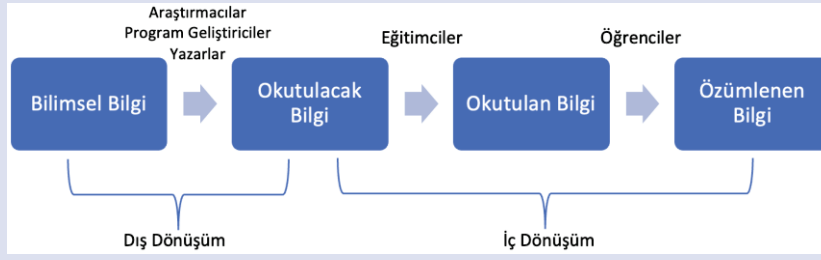 Araştırmacılar
Program Geliştiriciler
Yazarlar
Eğitimciler
Öğrenciler
Bilimsel Bilgi
Okutulacak
Bilgi
Okutulan Bilgi
Özümlenen
Bilgi
Dış Dönüşüm
İç Dönüşüm